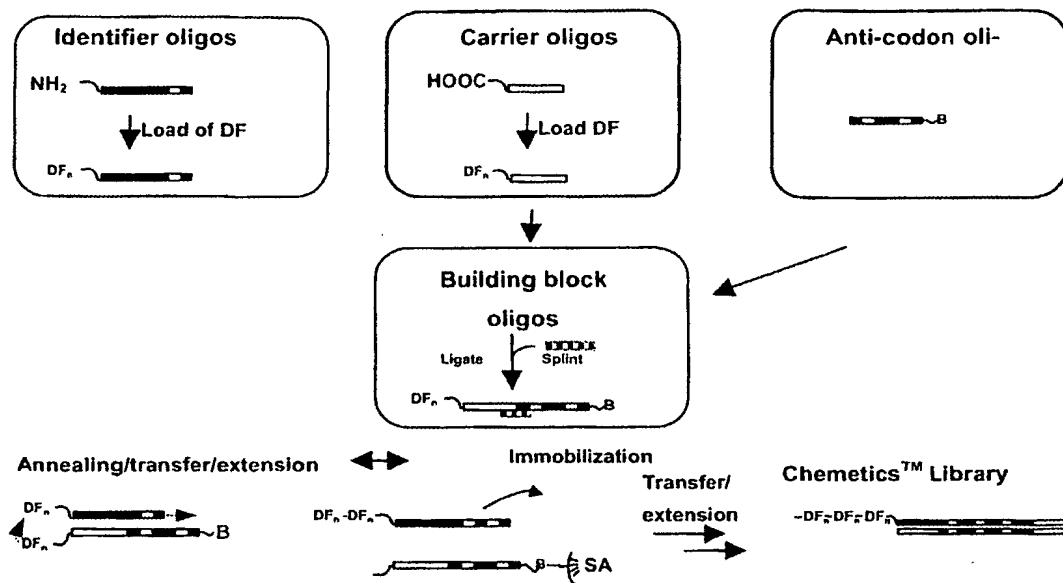 Identifier oligos
NH₂
Load of DF
DFₙ
Carrier oligos
HOOC
Load DF
DFₙ
Anti-codon oli-
B
Building block
oligos
Ligate
Splint
DFₙ
B
Annealing/transfer/extension
DFₙ
DFₙ
B
Immobilization
DFₙ-DFₙ
B
SA
Transfer/
extension
Chemetics™ Library
-DFₙ-DFₙ-DFₙ